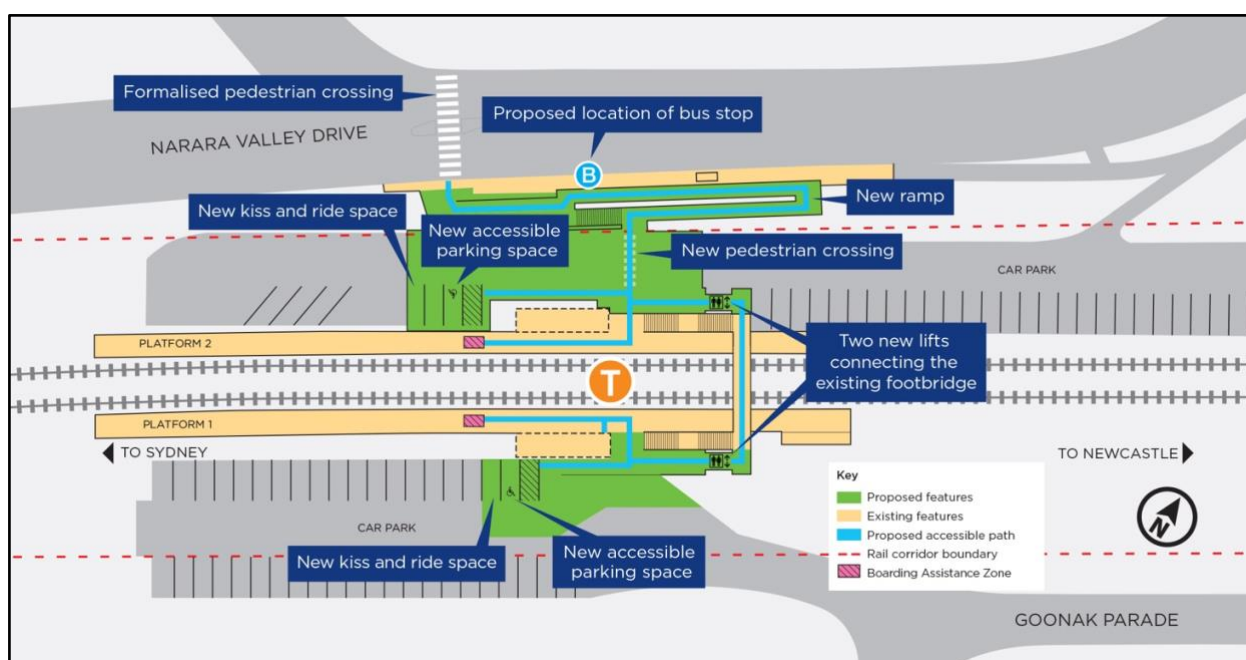 Formalised pedestrian crossing
Proposed location of bus stop
NARARA VALLEY DRIVE
B
New kiss and ride space
New accessible
parking space
New ramp
New pedestrian crossing
CAR PARK
PLATFORM 2
Two new lifts
connecting the
existing footbridge
T
PLATFORM 1
TO SYDNEY
TO NEWCASTLE
Key
Proposed features
Existing features
Proposed accessible path
Rail corridor boundary
Boarding Assistance Zone
N
CAR PARK
New kiss and ride space
New accessible
parking space
GOONAK PARADE